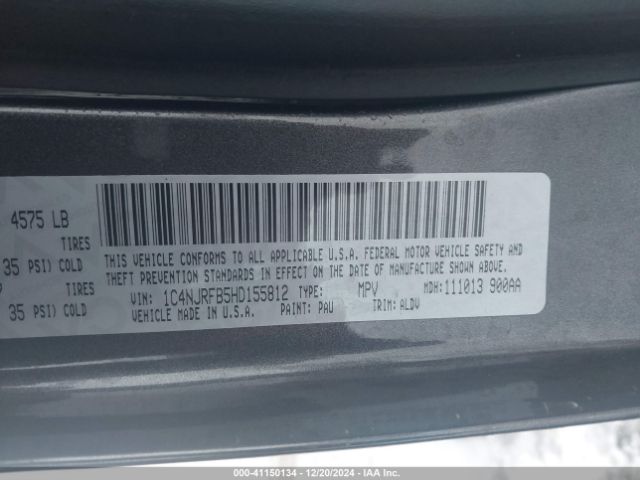 4575 LB
TIRES
35 PSI) COLD
TIRES
35 PSI) COLD
THIS VEHICLE CONFORMS TO ALL APPLICABLE U.S.A. FEDERAL MOTOR VEHICLE SAFETY AND
THEFT PREVENTION STANDARDS IN EFFECT ON THE DATE OF MANUFACTURE SHOWN ABOVE.
VIN: 1C4NJRFB5HD155812 TYPE: MPV MDH:111013 900AA
VEHICLE MADE IN U.S.A. PAINT: PAU TRIM: ALDV
000-41150134 — 12/20/2024 — IAA Inc.